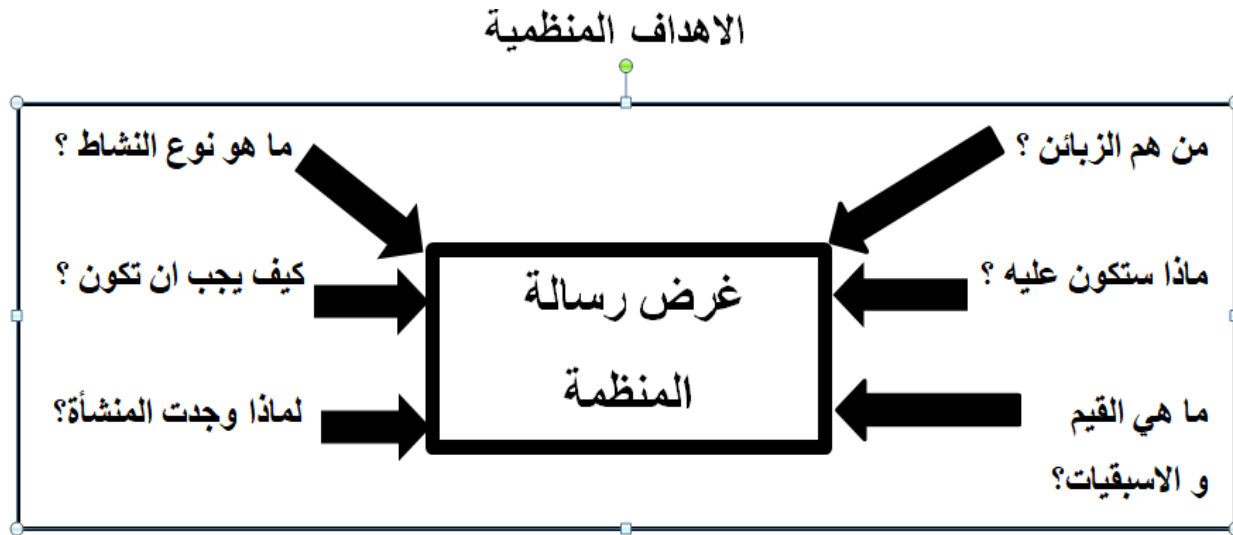 الاهداف المنظمية
من هم الزبائن ؟
ما هو نوع النشاط ؟
ماذا ستكون عليه ؟
غرض رسالة
كيف يجب ان تكون ؟
المنظمة
ما هي القيم
و الاسبقيات؟
لماذا وجدت المنشأة؟